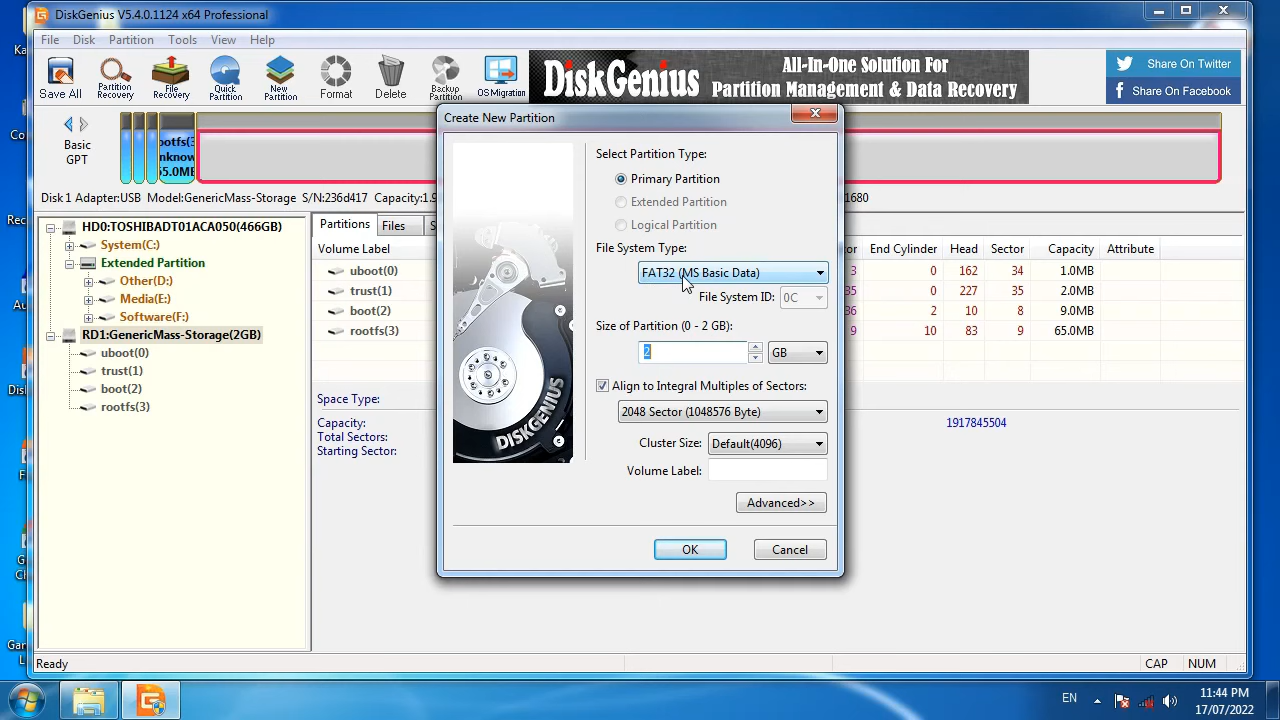 DiskGenius V5.4.0.1124 x64 Professional
File Disk Partition Tools View Help
Save All
Partition Recovery
File Recovery
Quick Partition
New Partition
Format
Delete
Backup Partition
OS Migration
DiskGenius
All-In-One Solution For
Partition Management & Data Recovery
Share On Twitter
Share On Facebook
Basic
GPT
ootfs(3
nknow
65.0MB
Disk 1 Adapter:USB Model:GenericMass-Storage S/N:236d417 Capacity:1.9
1680
HD0:TOSHIBADT01ACA050(466GB)
System(C:)
Extended Partition
Other(D:)
Media(E:)
Software(F:)
RD1:GenericMass-Storage(2GB)
uboot(0)
trust(1)
boot(2)
rootfs(3)
Partitions Files
Volume Label
or End Cylinder Head Sector Capacity Attribute
uboot(0) 3 0 162 34 1.0MB
trust(1) 35 0 227 35 2.0MB
boot(2) 36 2 10 8 9.0MB
rootfs(3) 9 10 83 9 65.0MB
Space Type:
Capacity: 1917845504
Total Sectors:
Starting Sector:
Create New Partition
Select Partition Type:
Primary Partition
Extended Partition
Logical Partition
File System Type:
FAT32 (MS Basic Data)
File System ID: 0C
Size of Partition (0 - 2 GB):
2 GB
Align to Integral Multiples of Sectors:
2048 Sector (1048576 Byte)
Cluster Size: Default(4096)
Volume Label:
Advanced>>
DISKGENIUS
OK Cancel
Ready
CAP NUM
EN
11:44 PM
17/07/2022